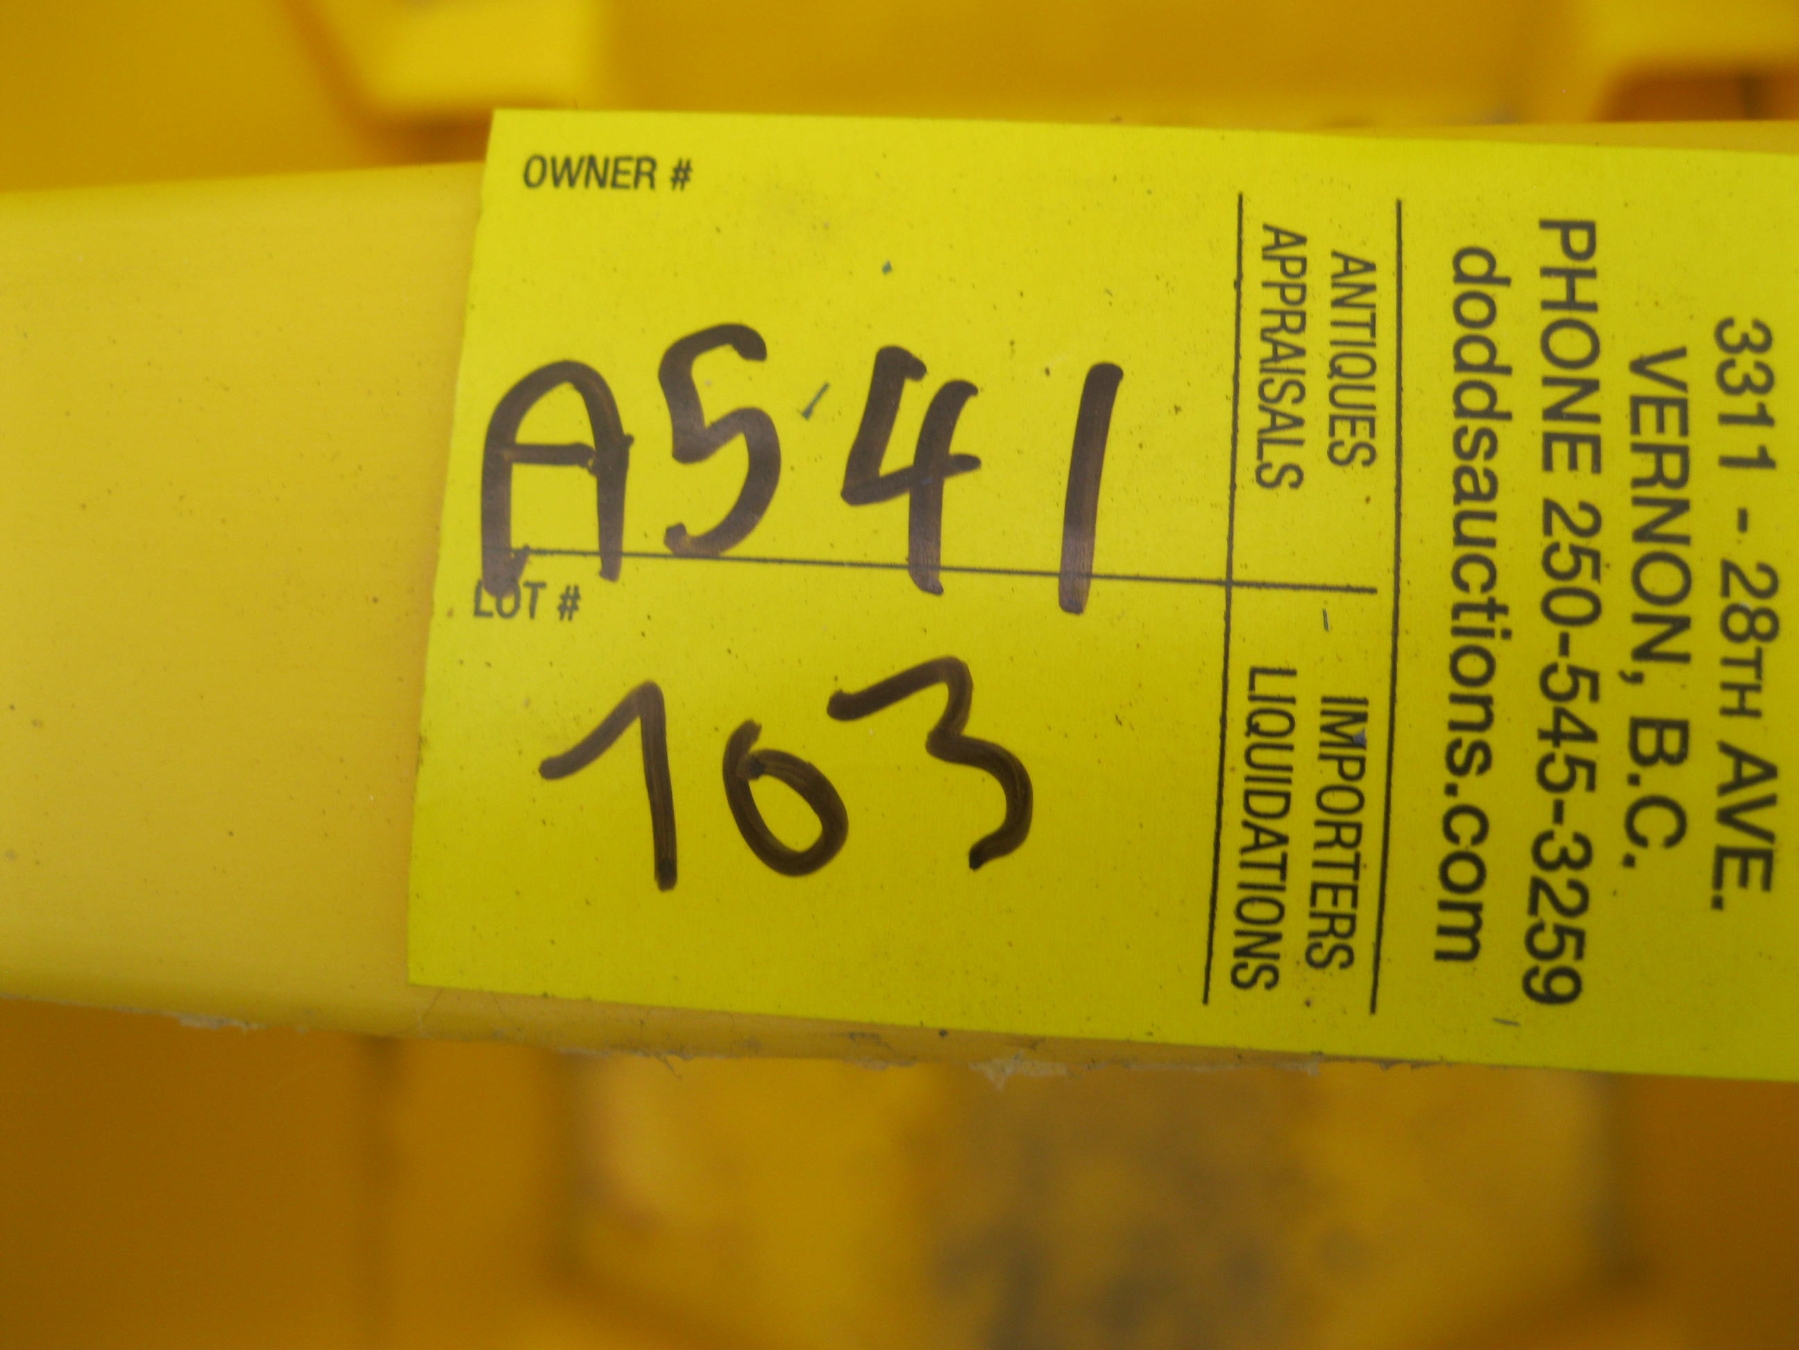 OWNER #
A541
LOT #
103
3311 - 28TH AVE.
VERNON, B.C.
PHONE 250-545-3259
doddsauctions.com
ANTIQUES IMPORTERS
APPRAISALS LIQUIDATIONS